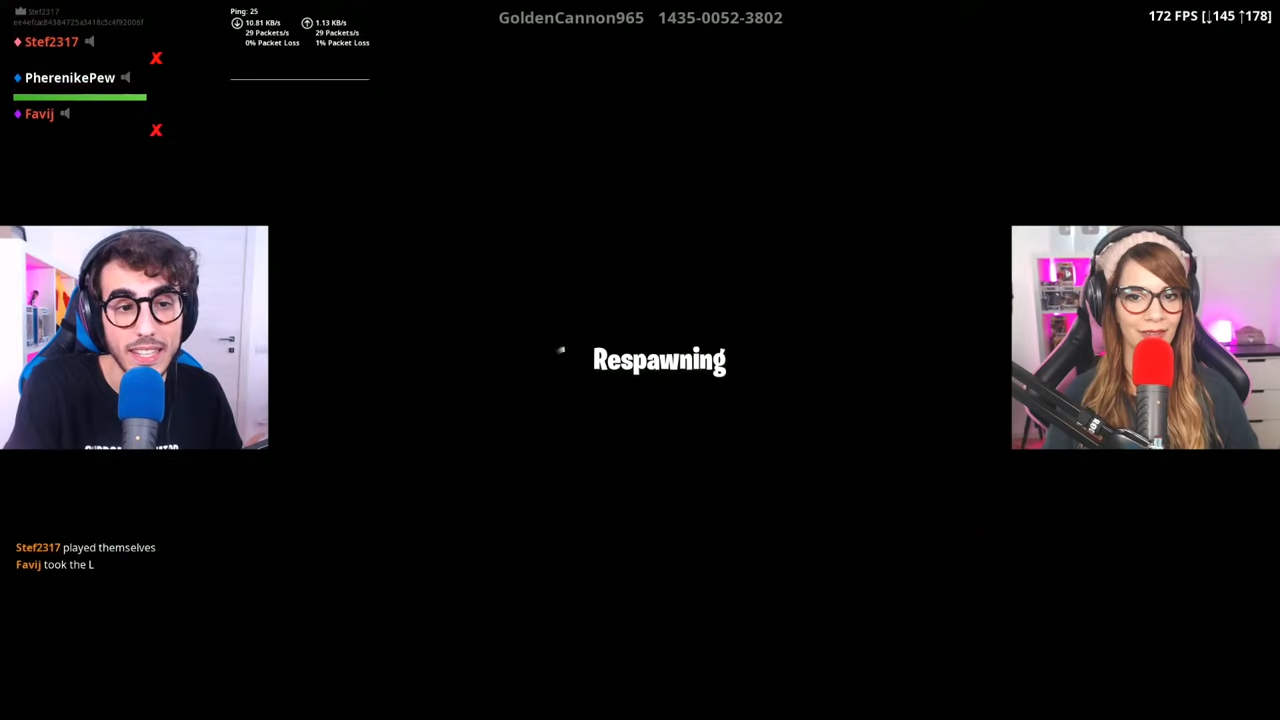 Stef2317
Stef2317
PherenikePew
Favij
X
X
Ping: 25
10.81 KB/s
29 Packets/s
0% Packet Loss
1.13 KB/s
29 Packets/s
1% Packet Loss
GoldenCannon965 1435-0052-3802
172 FPS [↓145 ↑178]
Respawning
Stef2317 played themselves
Favij took the L